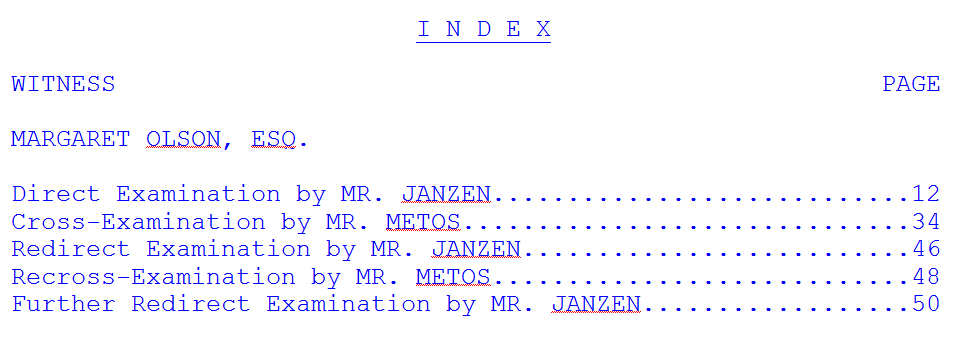 I N D E X
WITNESS PAGE
MARGARET OLSON, ESQ.
Direct Examination by MR. JANZEN............................12
Cross-Examination by MR. METOS..............................34
Redirect Examination by MR. JANZEN..........................46
Recross-Examination by MR. METOS............................48
Further Redirect Examination by MR. JANZEN..................50